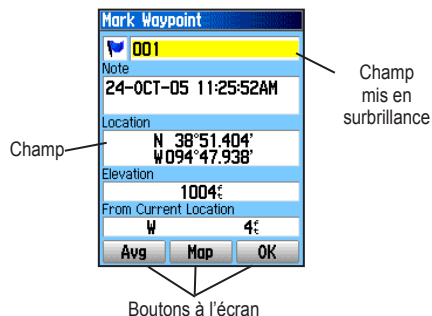 Mark Waypoint
001
Note
24-OCT-05 11:25:52AM
Location
N 38°51.404'
W094°47.938'
Elevation
1004ft
From Current Location
W 4ft
Avg Map OK
Champ
mis en
surbrillance
Champ
Boutons à l'écran